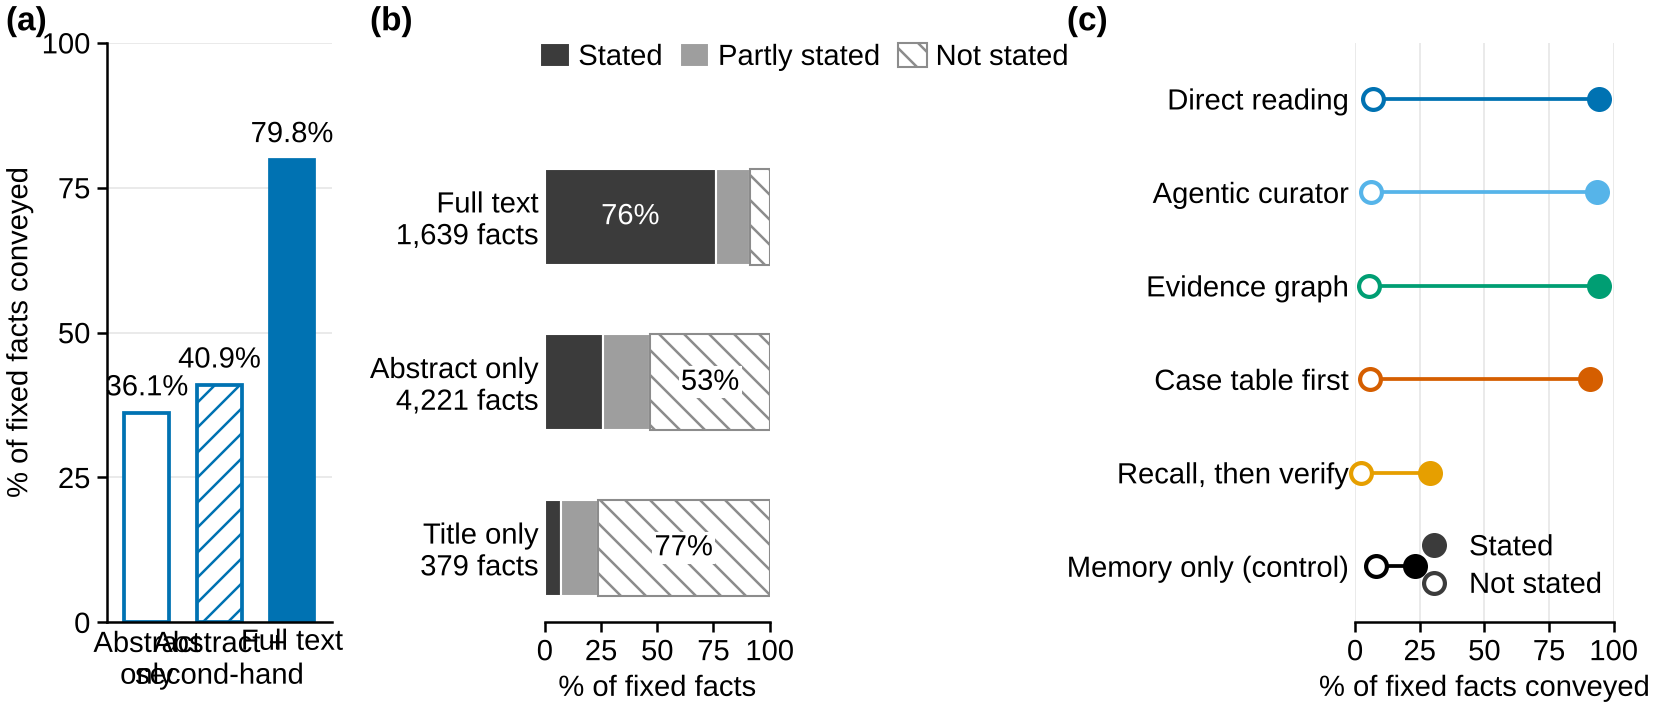 (a)
100
75
50
25
0
% of fixed facts conveyed
36.1%
40.9%
79.8%
Abstract
only
Abstract +
second-hand
Full text
(b)
Stated
Partly stated
Not stated
Full text
1,639 facts
76%
Abstract only
4,221 facts
53%
Title only
379 facts
77%
0 25 50 75 100
% of fixed facts
(c)
Direct reading
Agentic curator
Evidence graph
Case table first
Recall, then verify
Memory only (control)
Stated
Not stated
0 25 50 75 100
% of fixed facts conveyed